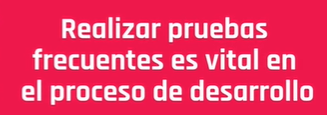 Realizar pruebas
frecuentes es vital en
el proceso de desarrollo